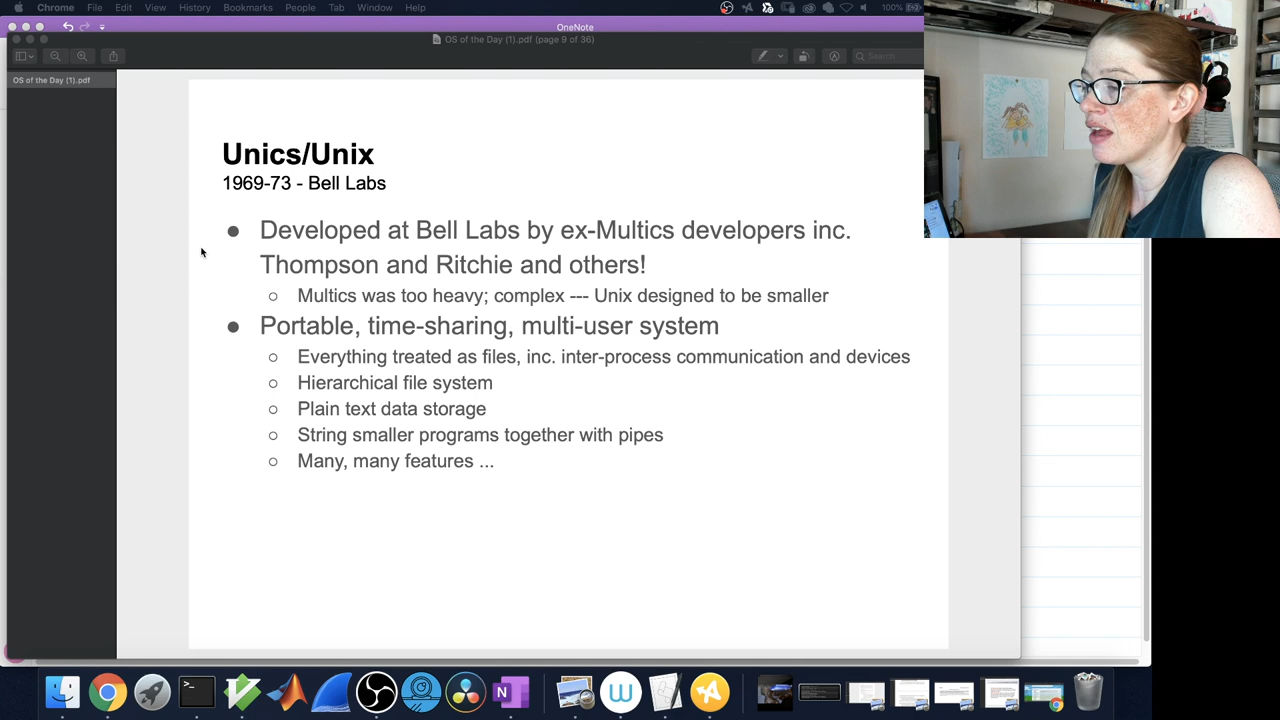 Chrome File Edit View History Bookmarks People Tab Window Help 100%
OneNote
OS of the Day (1).pdf (page 9 of 36)
Search
OS of the Day (1).pdf
Unics/Unix
1969-73 - Bell Labs
● Developed at Bell Labs by ex-Multics developers inc.
Thompson and Ritchie and others!
○ Multics was too heavy; complex --- Unix designed to be smaller
● Portable, time-sharing, multi-user system
○ Everything treated as files, inc. inter-process communication and devices
○ Hierarchical file system
○ Plain text data storage
○ String smaller programs together with pipes
○ Many, many features ...